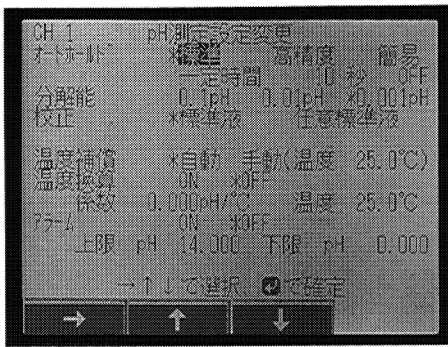 CH 1 pH測定設定変更
オートホールド *標準 高精度 簡易
一定時間 10 秒 OFF
分解能 0.1pH 0.01pH *0.001pH
校正 *標準液 任意標準液
温度補償 *自動 手動(温度 25.0℃)
温度換算 ON *OFF
係数 0.000pH/℃ 温度 25.0℃
アラーム ON *OFF
上限 pH 14.000 下限 pH 0.000
→↑↓で選択 ↵で確定
→ ↑ ↓